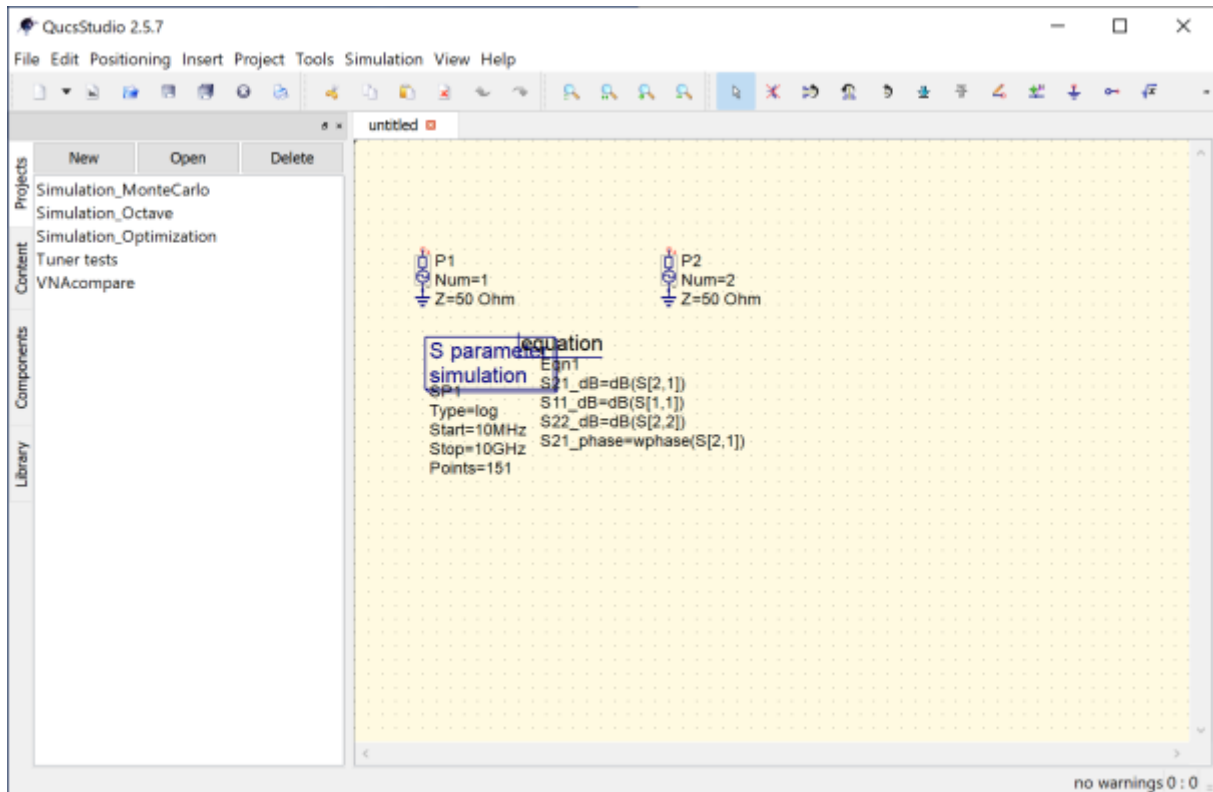 QucsStudio 2.5.7
File Edit Positioning Insert Project Tools Simulation View Help
untitled
New Open Delete
Projects
Content
Components
Library
Simulation_MonteCarlo
Simulation_Octave
Simulation_Optimization
Tuner tests
VNAcompare
P1
Num=1
Z=50 Ohm
P2
Num=2
Z=50 Ohm
S parameter
simulation
SP1
Type=log
Start=10MHz
Stop=10GHz
Points=151
equation
Eqn1
S21_dB=dB(S[2,1])
S11_dB=dB(S[1,1])
S22_dB=dB(S[2,2])
S21_phase=wphase(S[2,1])
no warnings 0 : 0